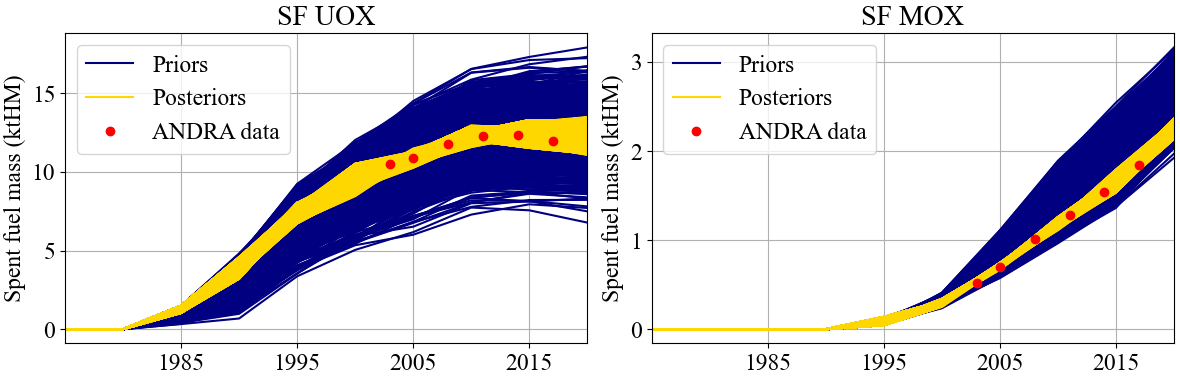 SF UOX
Spent fuel mass (ktHM)
15
10
5
0
Priors
Posteriors
ANDRA data
1985
1995
2005
2015
SF MOX
Spent fuel mass (ktHM)
3
2
1
0
Priors
Posteriors
ANDRA data
1985
1995
2005
2015